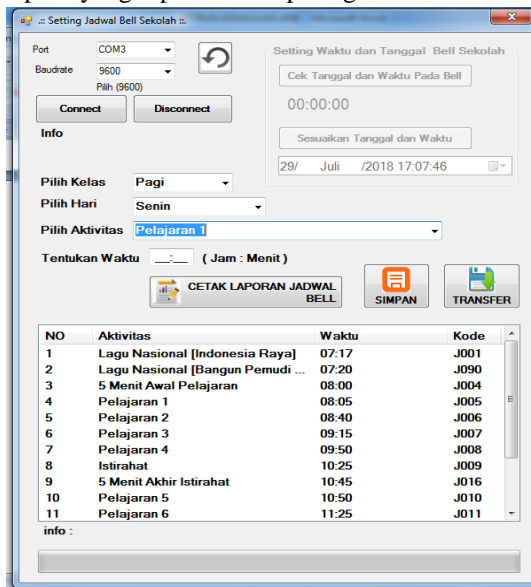 .:: Setting Jadwal Bell Sekolah ::.
Port COM3
Baudrate 9600
Pilih (9600)
Connect Disconnect
Info
Setting Waktu dan Tanggal Bell Sekolah
Cek Tanggal dan Waktu Pada Bell
00:00:00
Sesuaikan Tanggal dan Waktu
29/ Juli /2018 17:07:46
Pilih Kelas Pagi
Pilih Hari Senin
Pilih Aktivitas Pelajaran 1
Tentukan Waktu __:__ ( Jam : Menit )
CETAK LAPORAN JADWAL
BELL
SIMPAN
TRANSFER
NO Aktivitas Waktu Kode
1 Lagu Nasional [Indonesia Raya] 07:17 J001
2 Lagu Nasional [Bangun Pemudi ... 07:20 J090
3 5 Menit Awal Pelajaran 08:00 J004
4 Pelajaran 1 08:05 J005
5 Pelajaran 2 08:40 J006
6 Pelajaran 3 09:15 J007
7 Pelajaran 4 09:50 J008
8 Istirahat 10:25 J009
9 5 Menit Akhir Istirahat 10:45 J016
10 Pelajaran 5 10:50 J010
11 Pelajaran 6 11:25 J011
info :